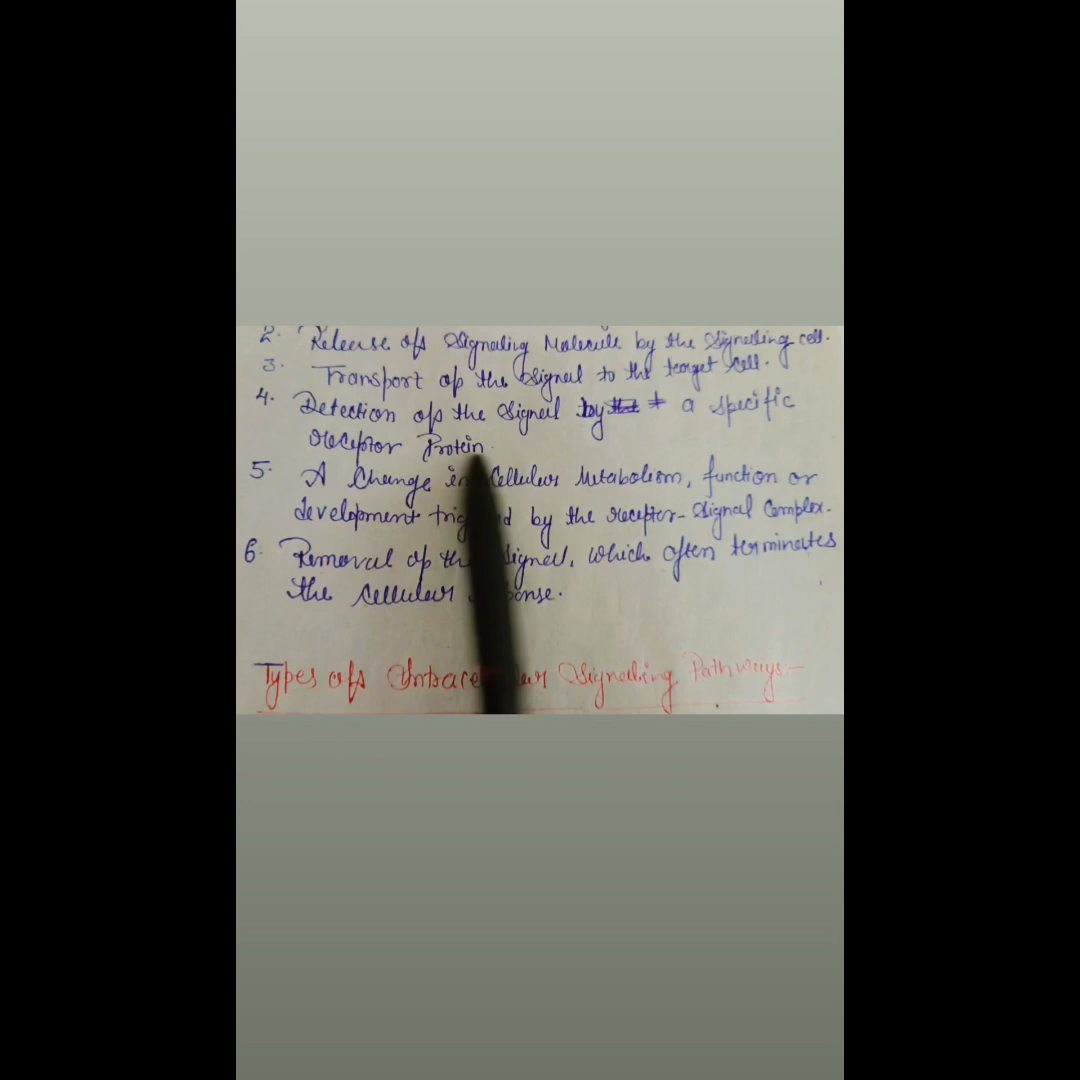 2. Release of Signaling Molecule by the Signalling cell.
3. Transport of the Signal to the target cell.
4. Detection of the Signal by a specific
receptor Protein.
5. A Change in Cellular Metabolism, function or
development by the receptor-Signal Complex.
6. Removal of the Signal, which often terminates
the cellular
Types of Signalling Pathways-